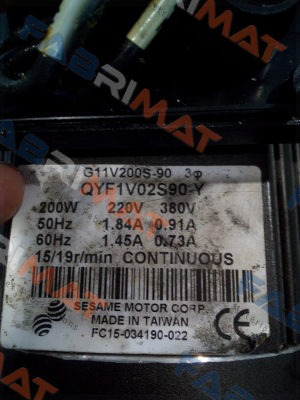 FABRIMAT
G11V200S-90 3φ
QYF1V02S90-Y
200W 220V 380V
50Hz 1.84A 0.91A
60Hz 1.45A 0.73A
15/19r/min CONTINUOUS
SESAME MOTOR CORP.
MADE IN TAIWAN
FC15-034190-022
CE